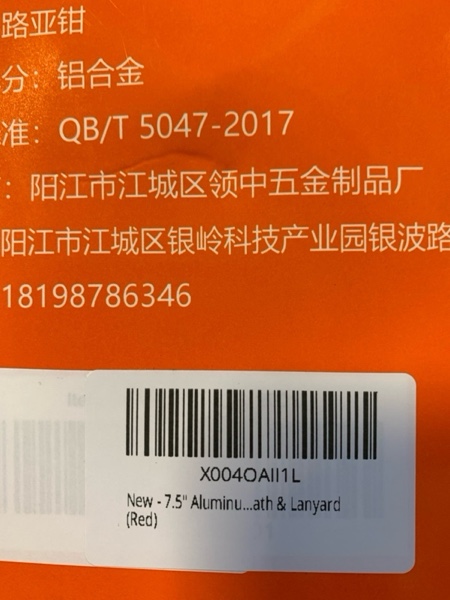 路亚钳
分：铝合金
准：QB/T 5047-2017
：阳江市江城区领中五金制品厂
阳江市江城区银岭科技产业园银波路
18198786346
X004OAII1L
New - 7.5" Aluminu...ath & Lanyard
(Red)